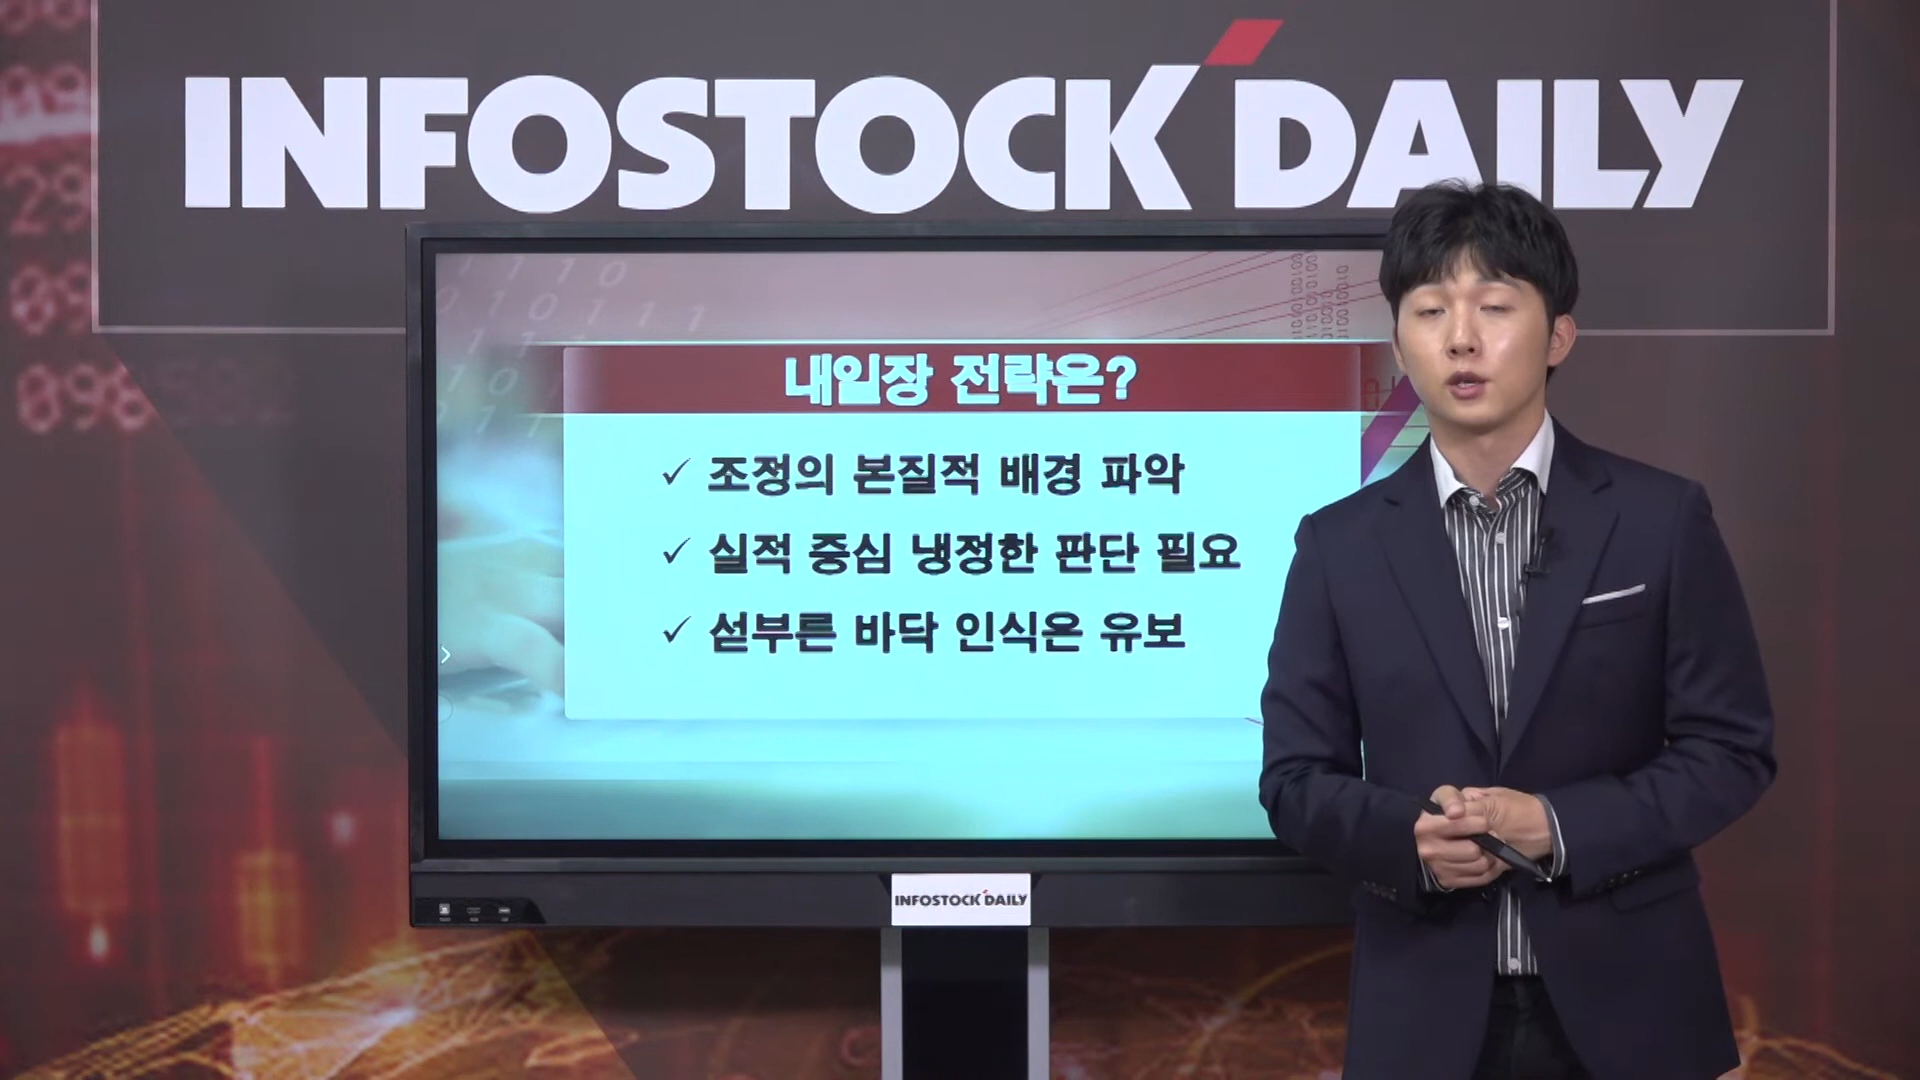 INFOSTOCK DAILY
내일장 전략은?
✓ 조정의 본질적 배경 파악
✓ 실적 중심 냉정한 판단 필요
✓ 섣부른 바닥 인식은 유보
INFOSTOCK DAILY